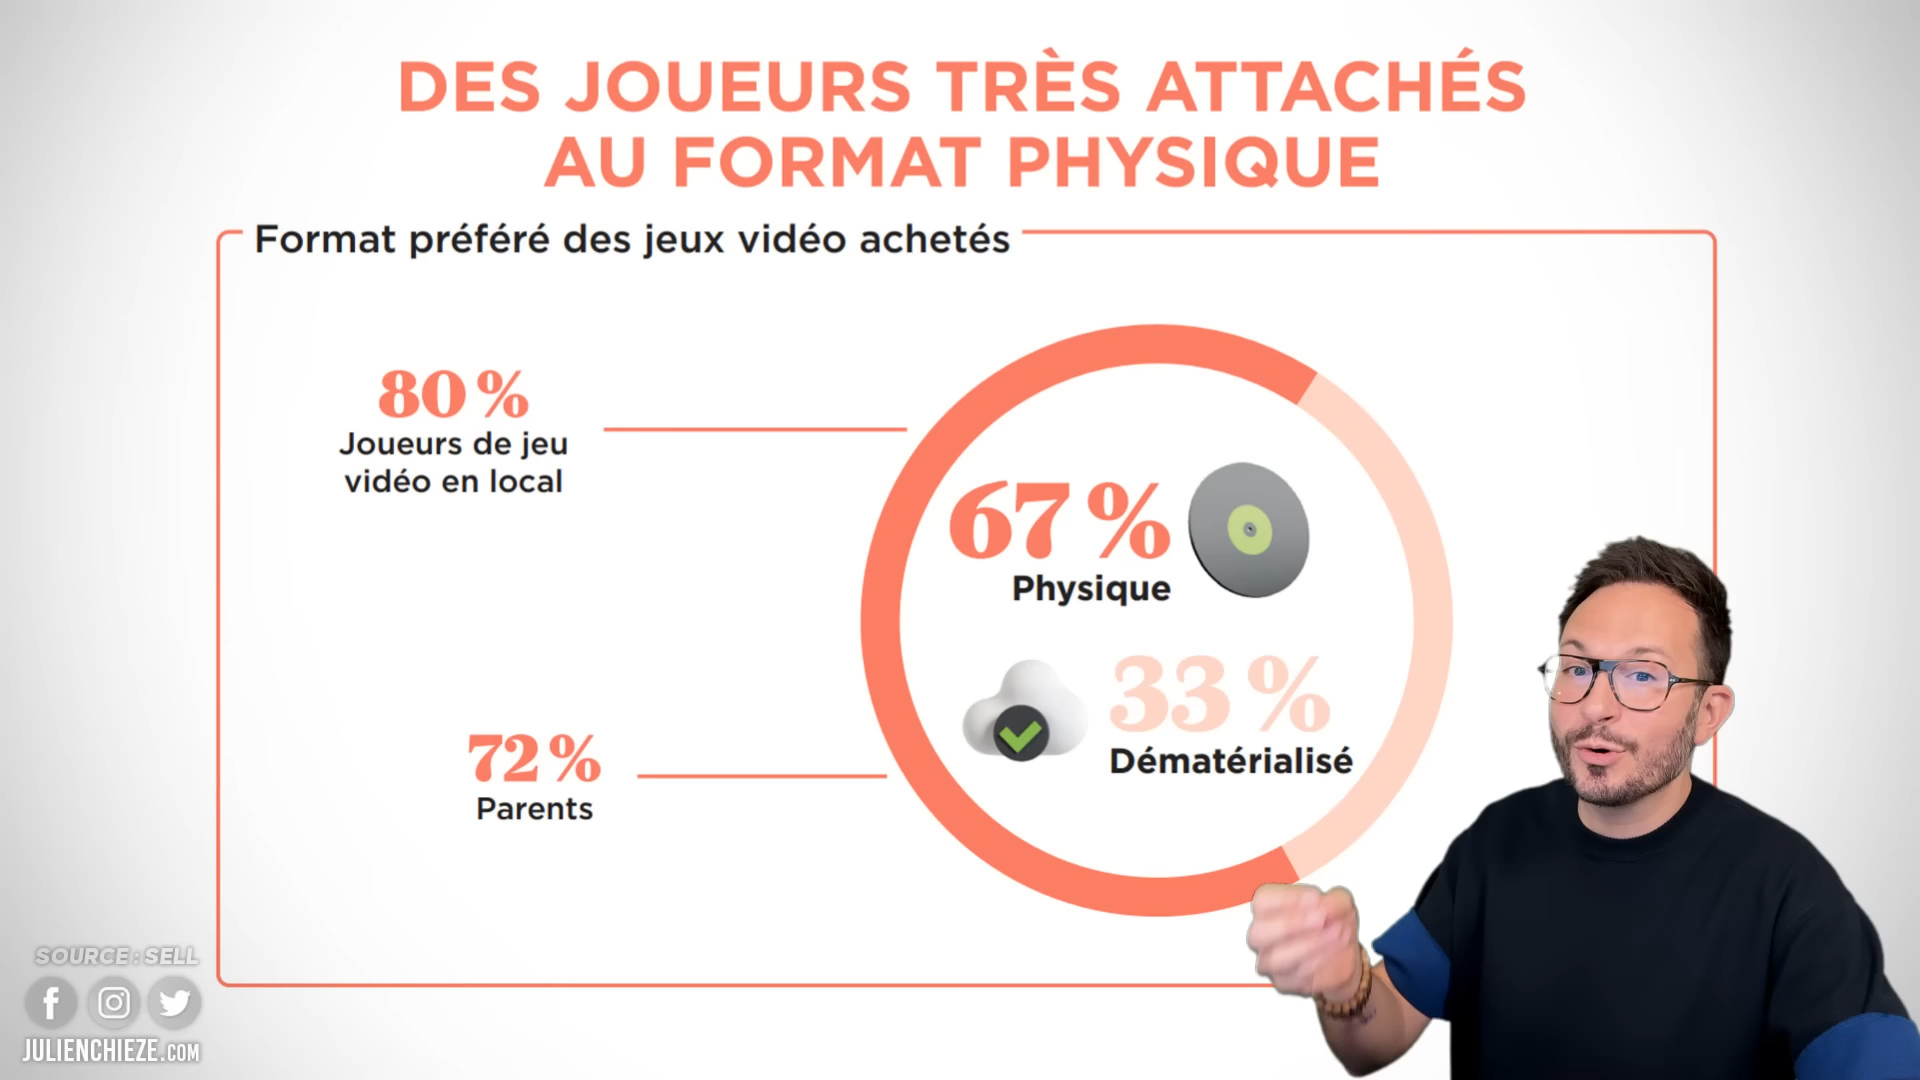 DES JOUEURS TRÈS ATTACHÉS
AU FORMAT PHYSIQUE
Format préféré des jeux vidéo achetés
80 %
Joueurs de jeu
vidéo en local
67 %
Physique
33 %
Dématérialisé
72 %
Parents
SOURCE : SELL
JULIENCHIEZE.COM